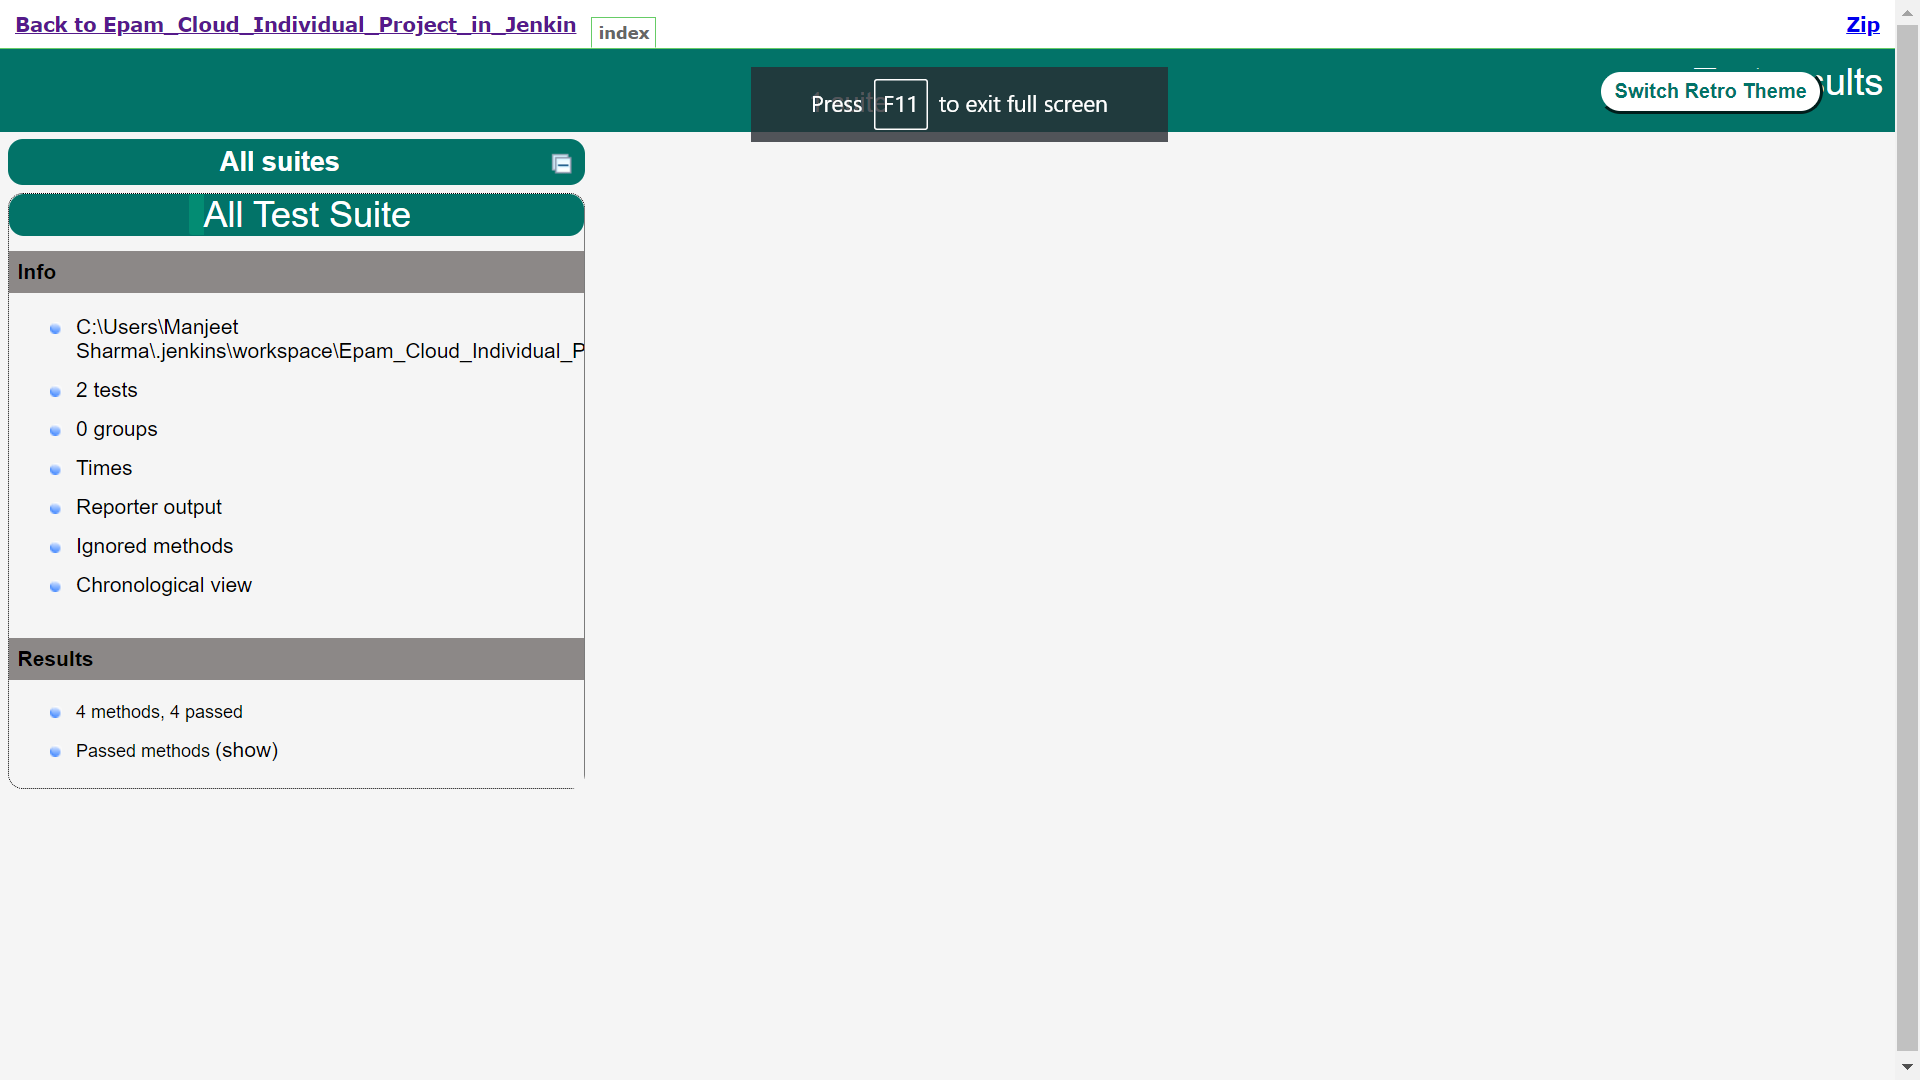 Back to Epam_Cloud_Individual_Project_in_Jenkin
index
Zip
Press F11 to exit full screen
Switch Retro Theme
All suites
All Test Suite
Info
C:\Users\Manjeet
Sharma\.jenkins\workspace\Epam_Cloud_Individual_P
2 tests
0 groups
Times
Reporter output
Ignored methods
Chronological view
Results
4 methods, 4 passed
Passed methods (show)